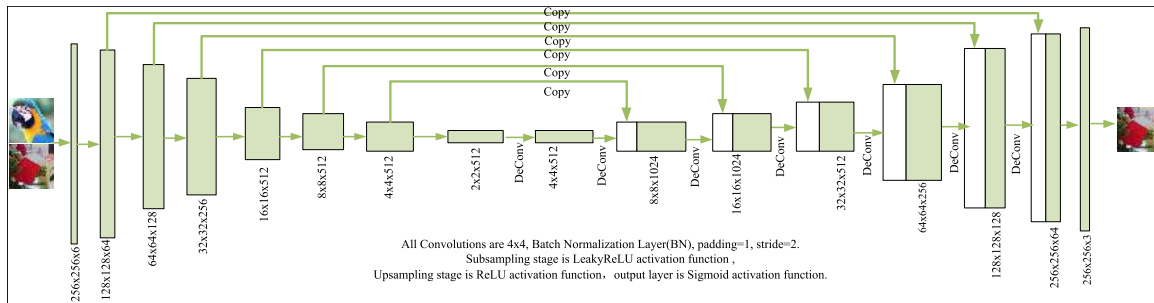 Copy
Copy
Copy
Copy
Copy
Copy
256x256x6
128x128x64
64x64x128
32x32x256
16x16x512
8x8x512
4x4x512
2x2x512
DeConv
4x4x512
DeConv
8x8x1024
DeConv
16x16x1024
DeConv
32x32x512
DeConv
64x64x256
DeConv
128x128x128
DeConv
256x256x64
256x256x3
All Convolutions are 4x4, Batch Normalization Layer(BN), padding=1, stride=2.
Subsampling stage is LeakyReLU activation function ,
Upsampling stage is ReLU activation function，output layer is Sigmoid activation function.